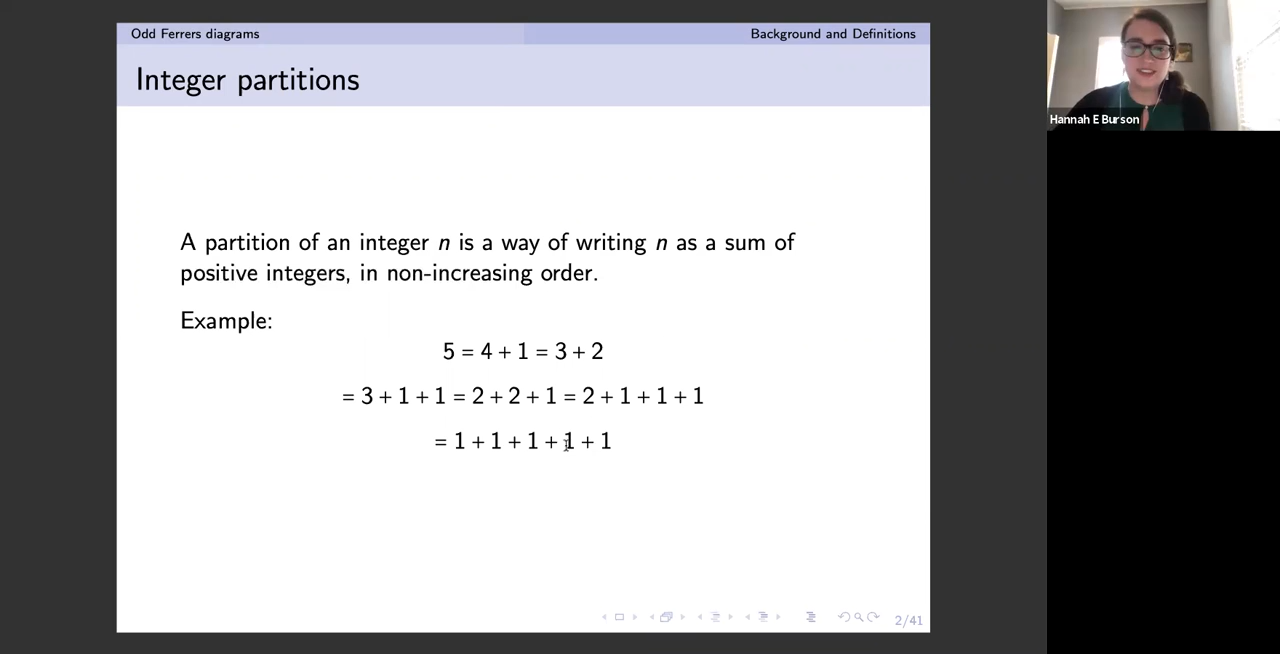 Odd Ferrers diagrams
Background and Definitions
Integer partitions
A partition of an integer n is a way of writing n as a sum of
positive integers, in non-increasing order.
Example:
5 = 4 + 1 = 3 + 2
= 3 + 1 + 1 = 2 + 2 + 1 = 2 + 1 + 1 + 1
= 1 + 1 + 1 + 1 + 1
2/41
Hannah E Burson